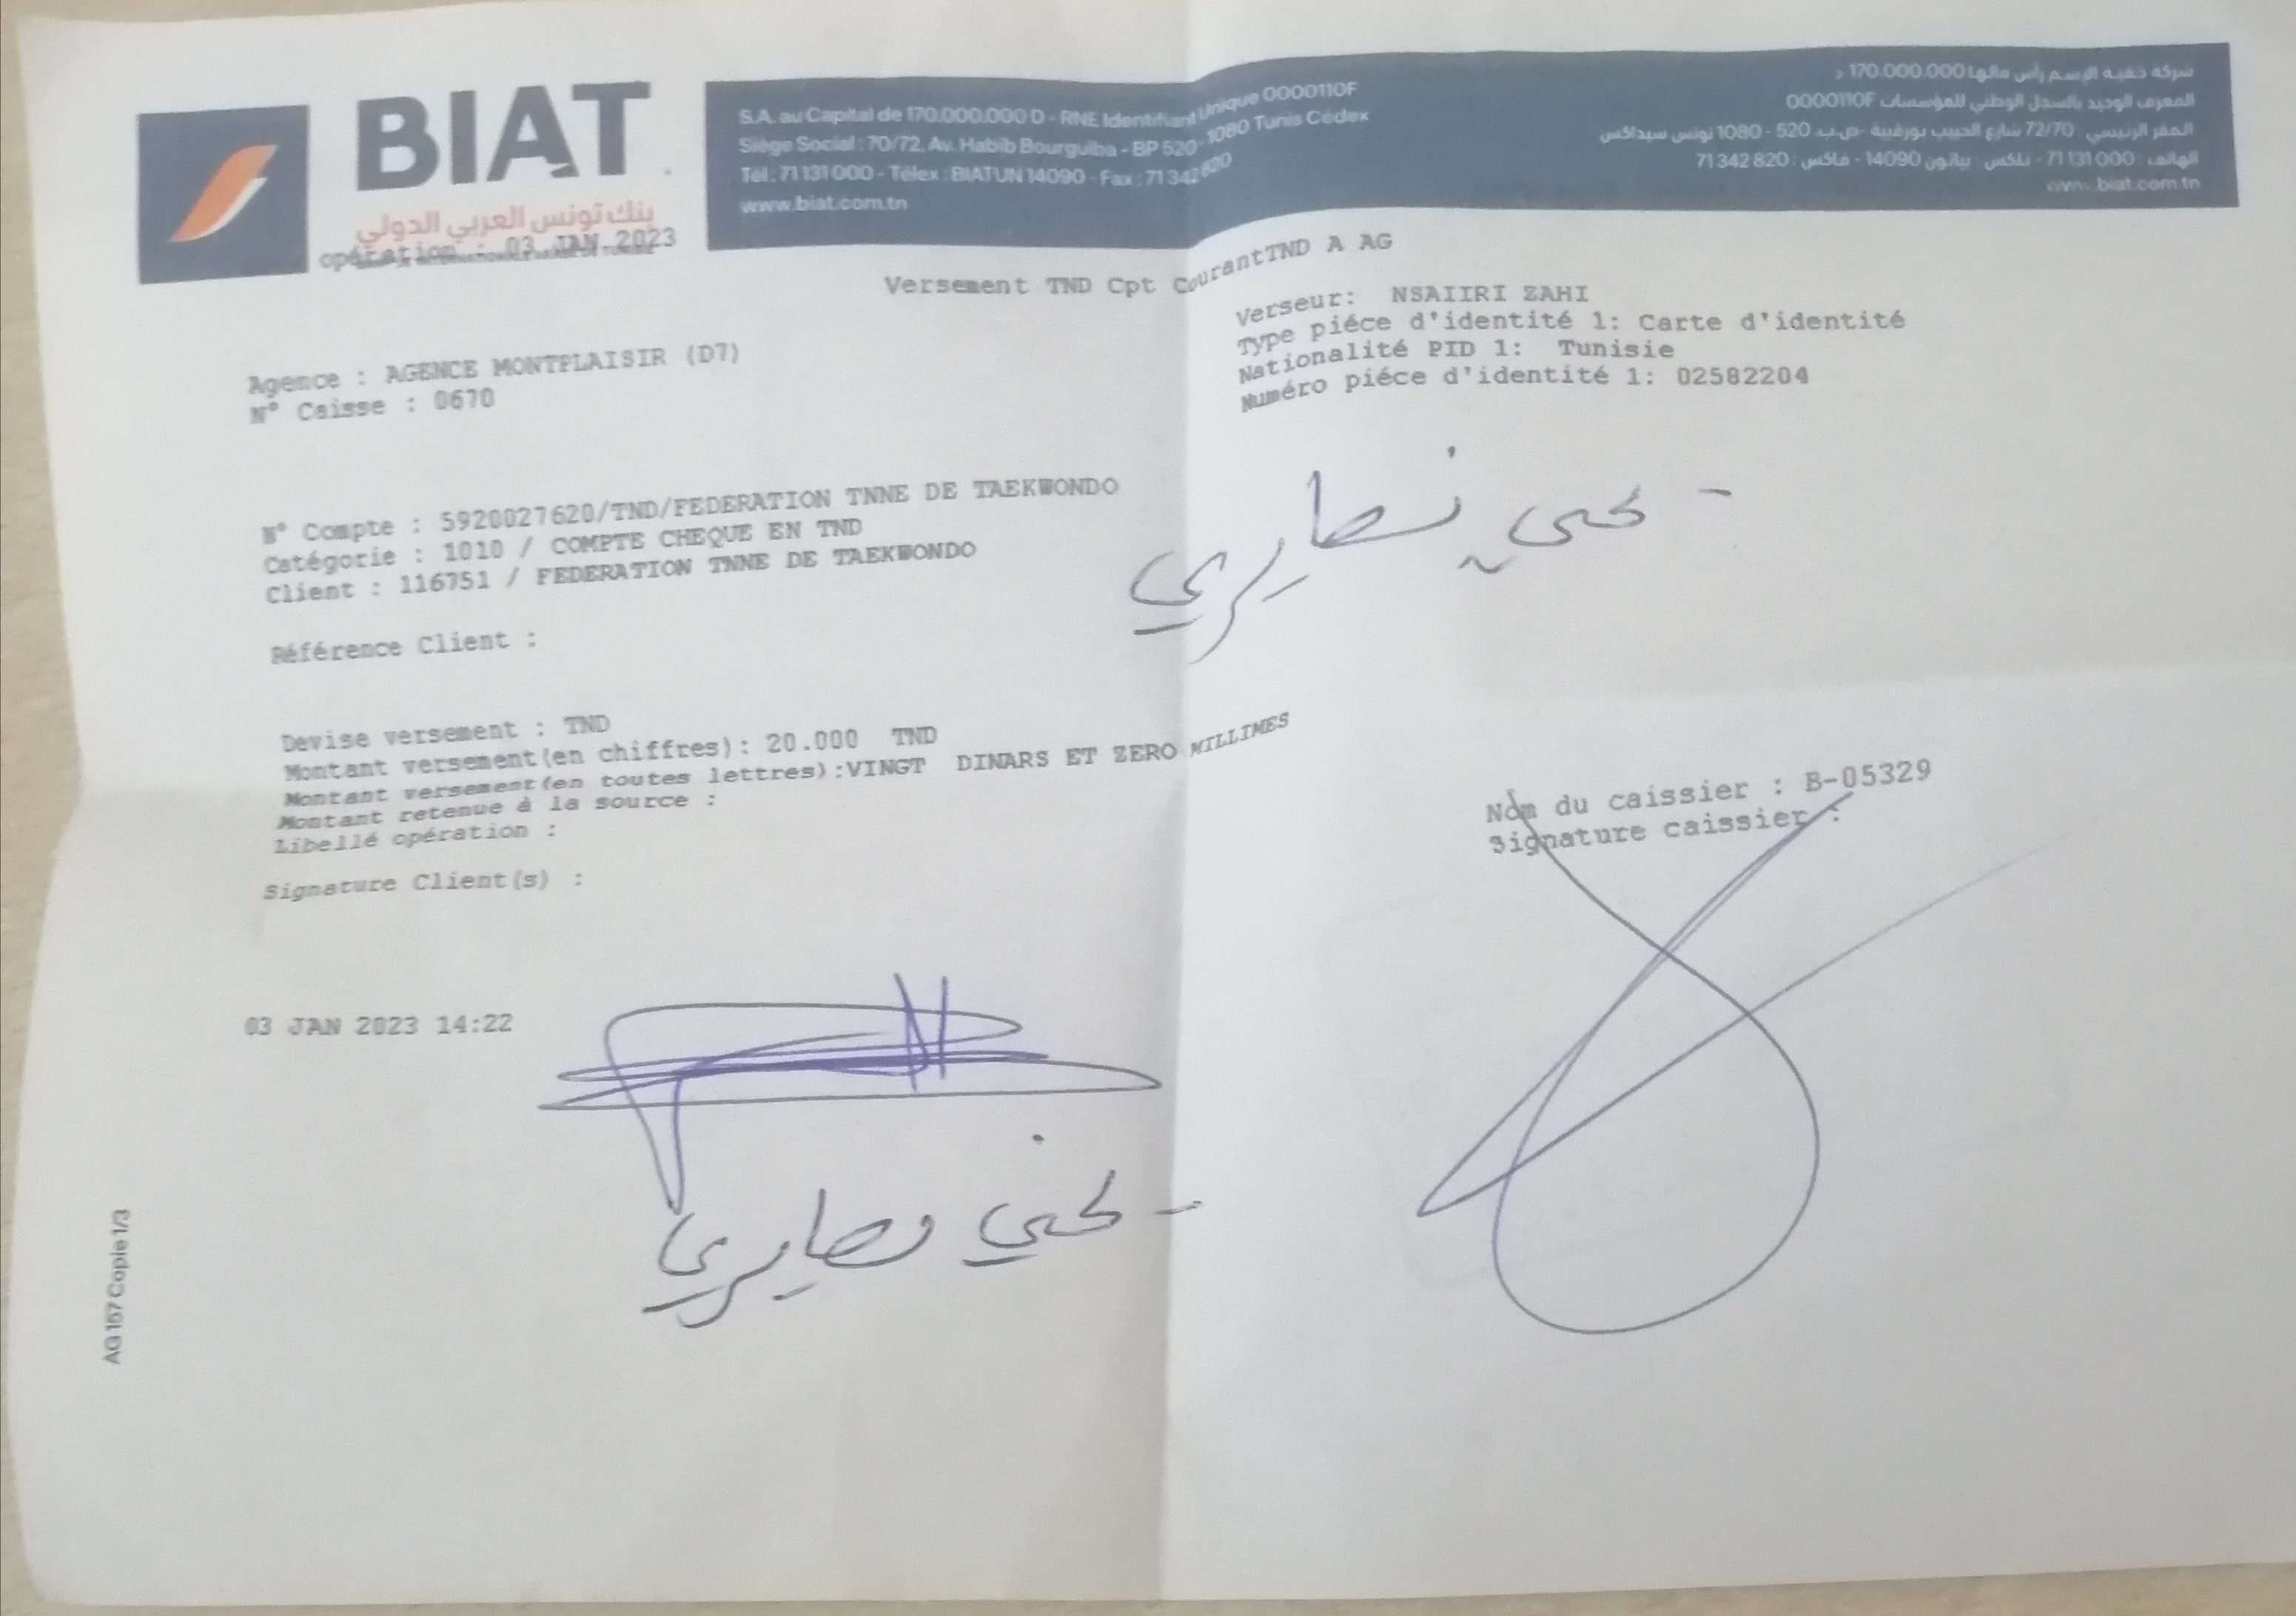 BIAT
بنك تونس العربي الدولي
opération : 03 JAN 2023
S.A. au Capital de 170.000.000 D - RNE Identifiant Unique 0000110F
Siège Social : 70/72, Av. Habib Bourguiba - BP 520 - 1080 Tunis Cédex
Tél : 71 131 000 - Télex : BIATUN 14090 - Fax : 71 342 820
www.biat.com.tn
شركة خفية الإسم رأس مالها 170.000.000 د
المعرف الوحيد بالسجل الوطني للمؤسسات 0000110F
المقر الرئيسي : 72/70 شارع الحبيب بورقيبة -ص.ب. 520 - 1080 تونس سيداكس
الهاتف : 71 131 000 - تلكس : بياتون 14090 - فاكس : 71 342 820
www.biat.com.tn
Versement TND Cpt CourantTND A AG
Verseur: NSAIIRI ZAHI
Type piéce d'identité 1: Carte d'identité
Nationalité PID 1: Tunisie
Numéro piéce d'identité 1: 02582204
Agence : AGENCE MONTPLAISIR (D7)
N° Caisse : 0670
N° Compte : 5920027620/TND/FEDERATION TNNE DE TAEKWONDO
Catégorie : 1010 / COMPTE CHEQUE EN TND
Client : 116751 / FEDERATION TNNE DE TAEKWONDO
Référence Client :
Devise versement : TND
Montant versement(en chiffres): 20.000 TND
Montant versement(en toutes lettres):VINGT DINARS ET ZERO MILLIMES
Montant retenue à la source :
Libellé opération :
Signature Client(s) :
Nom du caissier : B-05329
Signature caissier :
03 JAN 2023 14:22
AG 157 Copie 1/3